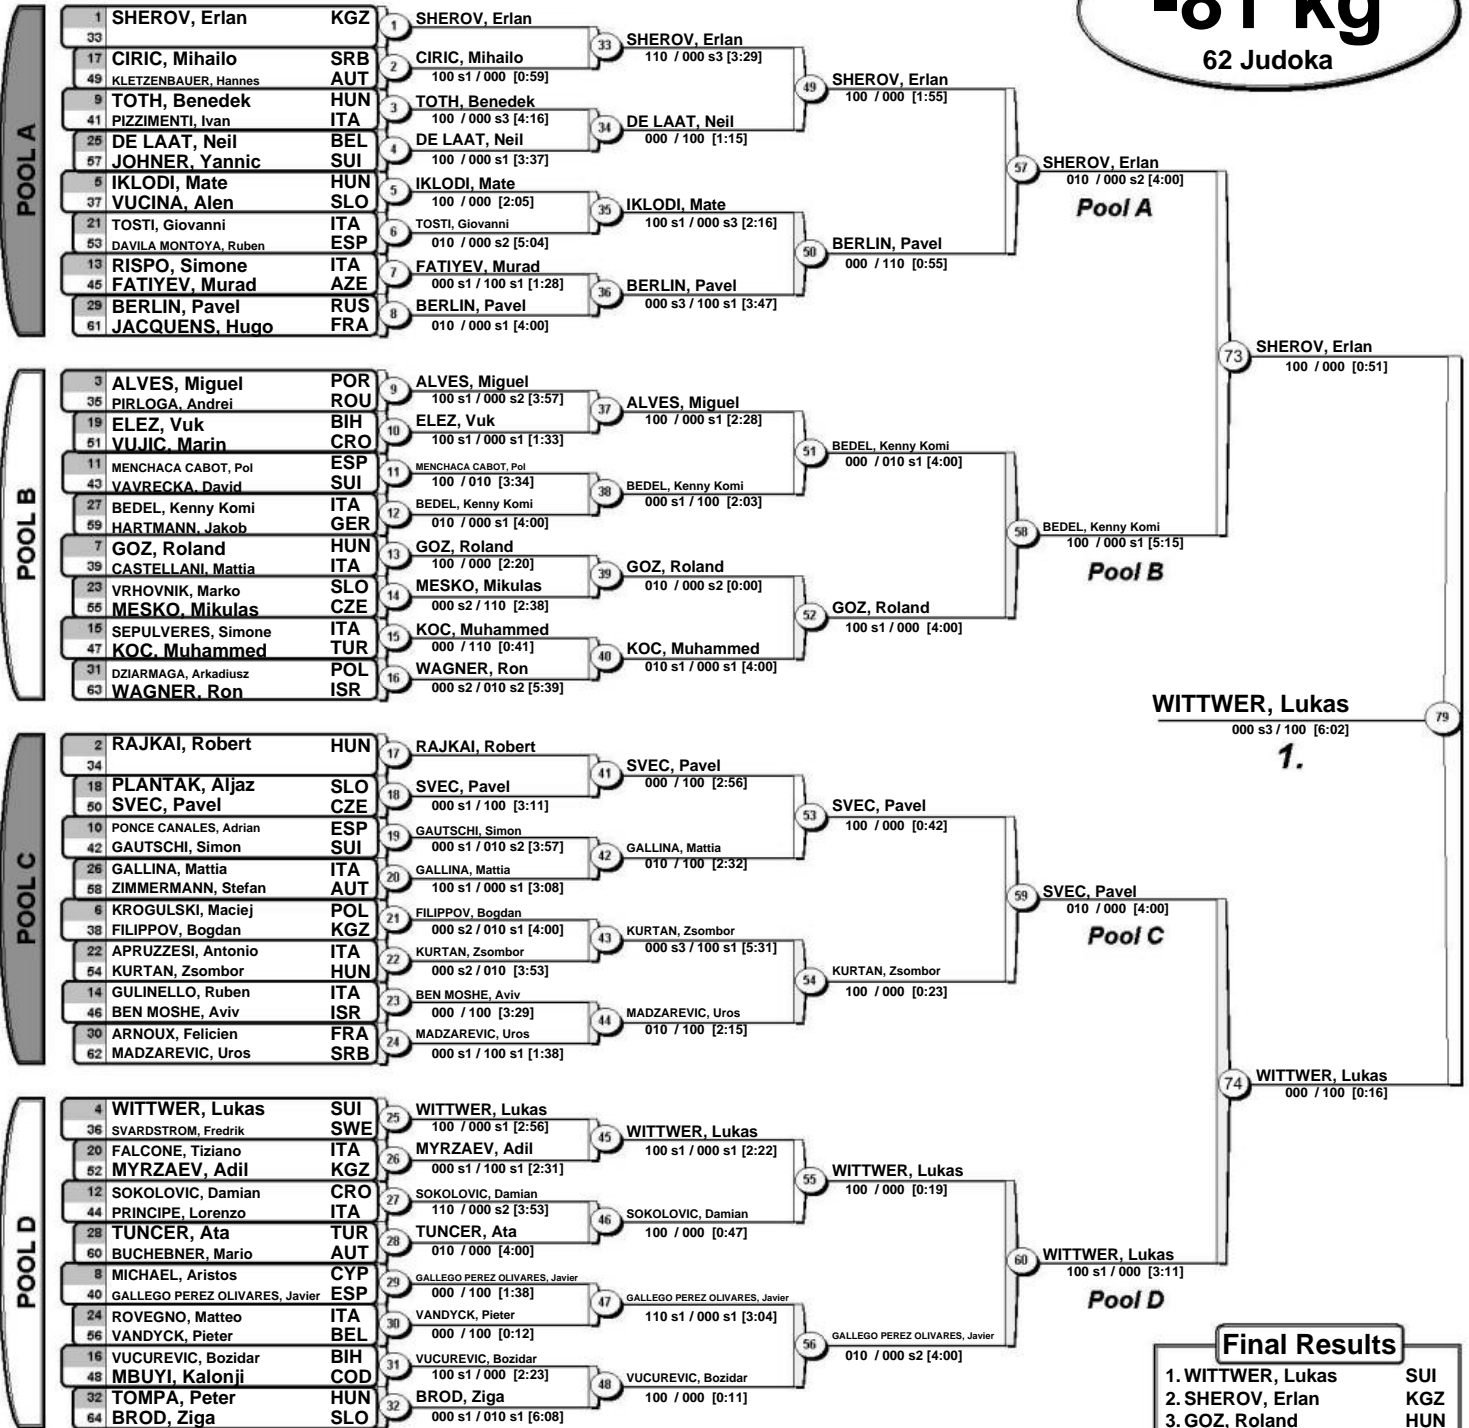 -81 kg
62 Judoka
POOL A
1 SHEROV, Erlan KGZ
33
17 CIRIC, Mihailo SRB
49 KLETZENBAUER, Hannes AUT
9 TOTH, Benedek HUN
41 PIZZIMENTI, Ivan ITA
25 DE LAAT, Neil BEL
57 JOHNER, Yannic SUI
5 IKLODI, Mate HUN
37 VUCINA, Alen SLO
21 TOSTI, Giovanni ITA
53 DAVILA MONTOYA, Ruben ESP
13 RISPO, Simone ITA
45 FATIYEV, Murad AZE
29 BERLIN, Pavel RUS
61 JACQUENS, Hugo FRA
1 SHEROV, Erlan
2 CIRIC, Mihailo
100 s1 / 000 [0:59]
3 TOTH, Benedek
100 / 000 s3 [4:16]
4 DE LAAT, Neil
100 / 000 s1 [3:37]
5 IKLODI, Mate
100 / 000 [2:05]
6 TOSTI, Giovanni
010 / 000 s2 [5:04]
7 FATIYEV, Murad
000 s1 / 100 s1 [1:28]
8 BERLIN, Pavel
010 / 000 s1 [4:00]
33 SHEROV, Erlan
110 / 000 s3 [3:29]
34 DE LAAT, Neil
000 / 100 [1:15]
35 IKLODI, Mate
100 s1 / 000 s3 [2:16]
36 BERLIN, Pavel
000 s3 / 100 s1 [3:47]
49 SHEROV, Erlan
100 / 000 [1:55]
50 BERLIN, Pavel
000 / 110 [0:55]
57 SHEROV, Erlan
010 / 000 s2 [4:00]
Pool A
POOL B
3 ALVES, Miguel POR
35 PIRLOGA, Andrei ROU
19 ELEZ, Vuk BIH
51 VUJIC, Marin CRO
11 MENCHACA CABOT, Pol ESP
43 VAVRECKA, David SUI
27 BEDEL, Kenny Komi ITA
59 HARTMANN, Jakob GER
7 GOZ, Roland HUN
39 CASTELLANI, Mattia ITA
23 VRHOVNIK, Marko SLO
55 MESKO, Mikulas CZE
15 SEPULVERES, Simone ITA
47 KOC, Muhammed TUR
31 DZIARMAGA, Arkadiusz POL
63 WAGNER, Ron ISR
9 ALVES, Miguel
100 s1 / 000 s2 [3:57]
10 ELEZ, Vuk
100 s1 / 000 s1 [1:33]
11 MENCHACA CABOT, Pol
100 / 010 [3:34]
12 BEDEL, Kenny Komi
010 / 000 s1 [4:00]
13 GOZ, Roland
100 / 000 [2:20]
14 MESKO, Mikulas
000 s2 / 110 [2:38]
15 KOC, Muhammed
000 / 110 [0:41]
16 WAGNER, Ron
000 s2 / 010 s2 [5:39]
37 ALVES, Miguel
100 / 000 s1 [2:28]
38 BEDEL, Kenny Komi
000 s1 / 100 [2:03]
39 GOZ, Roland
010 / 000 s2 [0:00]
40 KOC, Muhammed
010 s1 / 000 s1 [4:00]
51 BEDEL, Kenny Komi
000 / 010 s1 [4:00]
52 GOZ, Roland
100 s1 / 000 [4:00]
58 BEDEL, Kenny Komi
100 / 000 s1 [5:15]
Pool B
73 SHEROV, Erlan
100 / 000 [0:51]
WITTWER, Lukas 79
000 s3 / 100 [6:02]
1.
POOL C
2 RAJKAI, Robert HUN
34
18 PLANTAK, Aljaz SLO
50 SVEC, Pavel CZE
10 PONCE CANALES, Adrian ESP
42 GAUTSCHI, Simon SUI
26 GALLINA, Mattia ITA
58 ZIMMERMANN, Stefan AUT
6 KROGULSKI, Maciej POL
38 FILIPPOV, Bogdan KGZ
22 APRUZZESI, Antonio ITA
54 KURTAN, Zsombor HUN
14 GULINELLO, Ruben ITA
46 BEN MOSHE, Aviv ISR
30 ARNOUX, Felicien FRA
62 MADZAREVIC, Uros SRB
17 RAJKAI, Robert
18 SVEC, Pavel
000 s1 / 100 [3:11]
19 GAUTSCHI, Simon
000 s1 / 010 s2 [3:57]
20 GALLINA, Mattia
100 s1 / 000 s1 [3:08]
21 FILIPPOV, Bogdan
000 s2 / 010 s1 [4:00]
22 KURTAN, Zsombor
000 s2 / 010 [3:53]
23 BEN MOSHE, Aviv
000 / 100 [3:29]
24 MADZAREVIC, Uros
000 s1 / 100 s1 [1:38]
41 SVEC, Pavel
000 / 100 [2:56]
42 GALLINA, Mattia
010 / 100 [2:32]
43 KURTAN, Zsombor
000 s3 / 100 s1 [5:31]
44 MADZAREVIC, Uros
010 / 100 [2:15]
53 SVEC, Pavel
100 / 000 [0:42]
54 KURTAN, Zsombor
100 / 000 [0:23]
59 SVEC, Pavel
010 / 000 [4:00]
Pool C
74 WITTWER, Lukas
000 / 100 [0:16]
POOL D
4 WITTWER, Lukas SUI
36 SVARDSTROM, Fredrik SWE
20 FALCONE, Tiziano ITA
52 MYRZAEV, Adil KGZ
12 SOKOLOVIC, Damian CRO
44 PRINCIPE, Lorenzo ITA
28 TUNCER, Ata TUR
60 BUCHEBNER, Mario AUT
8 MICHAEL, Aristos CYP
40 GALLEGO PEREZ OLIVARES, Javier ESP
24 ROVEGNO, Matteo ITA
56 VANDYCK, Pieter BEL
16 VUCUREVIC, Bozidar BIH
48 MBUYI, Kalonji COD
32 TOMPA, Peter HUN
64 BROD, Ziga SLO
25 WITTWER, Lukas
100 / 000 s1 [2:56]
26 MYRZAEV, Adil
000 s1 / 100 s1 [2:31]
27 SOKOLOVIC, Damian
110 / 000 s2 [3:53]
28 TUNCER, Ata
010 / 000 [4:00]
29 GALLEGO PEREZ OLIVARES, Javier
000 / 100 [1:38]
30 VANDYCK, Pieter
000 / 100 [0:12]
31 VUCUREVIC, Bozidar
100 s1 / 000 [2:23]
32 BROD, Ziga
000 s1 / 010 s1 [6:08]
45 WITTWER, Lukas
100 s1 / 000 s1 [2:22]
46 SOKOLOVIC, Damian
100 / 000 [0:47]
47 GALLEGO PEREZ OLIVARES, Javier
110 s1 / 000 s1 [3:04]
48 VUCUREVIC, Bozidar
100 / 000 [0:11]
55 WITTWER, Lukas
100 / 000 [0:19]
56 GALLEGO PEREZ OLIVARES, Javier
010 / 000 s2 [4:00]
60 WITTWER, Lukas
100 s1 / 000 [3:11]
Pool D
Final Results
1. WITTWER, Lukas SUI
2. SHEROV, Erlan KGZ
3. GOZ, Roland HUN